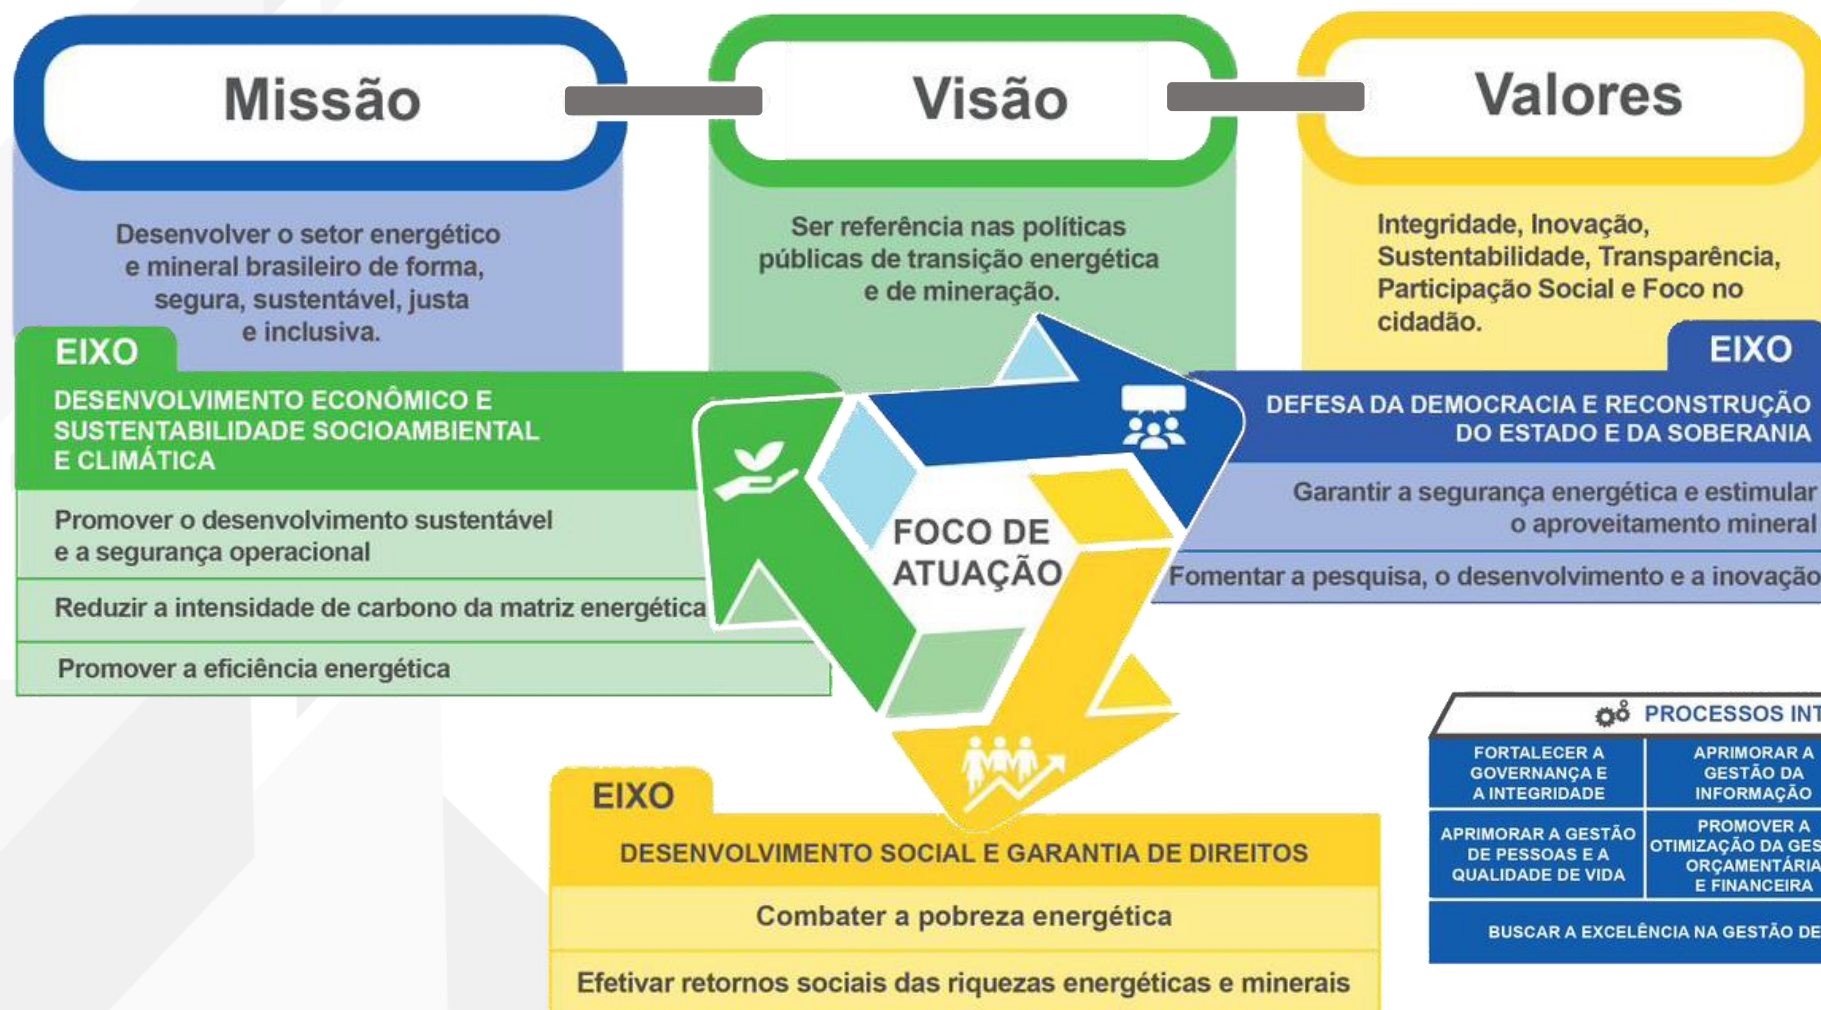 Missão
Visão
Valores
Desenvolver o setor energético
e mineral brasileiro de forma,
segura, sustentável, justa
e inclusiva.
Ser referência nas políticas
públicas de transição energética
e de mineração.
Integridade, Inovação,
Sustentabilidade, Transparência,
Participação Social e Foco no
cidadão.
EIXO
DESENVOLVIMENTO ECONÔMICO E
SUSTENTABILIDADE SOCIOAMBIENTAL
E CLIMÁTICA
Promover o desenvolvimento sustentável
e a segurança operacional
Reduzir a intensidade de carbono da matriz energética
Promover a eficiência energética
FOCO DE
ATUAÇÃO
EIXO
DEFESA DA DEMOCRACIA E RECONSTRUÇÃO
DO ESTADO E DA SOBERANIA
Garantir a segurança energética e estimular
o aproveitamento mineral
Fomentar a pesquisa, o desenvolvimento e a inovação
EIXO
DESENVOLVIMENTO SOCIAL E GARANTIA DE DIREITOS
Combater a pobreza energética
Efetivar retornos sociais das riquezas energéticas e minerais
PROCESSOS INT
FORTALECER A
GOVERNANÇA E
A INTEGRIDADE
APRIMORAR A
GESTÃO DA
INFORMAÇÃO
APRIMORAR A GESTÃO
DE PESSOAS E A
QUALIDADE DE VIDA
PROMOVER A
OTIMIZAÇÃO DA GES
ORÇAMENTÁRIA
E FINANCEIRA
BUSCAR A EXCELÊNCIA NA GESTÃO DE